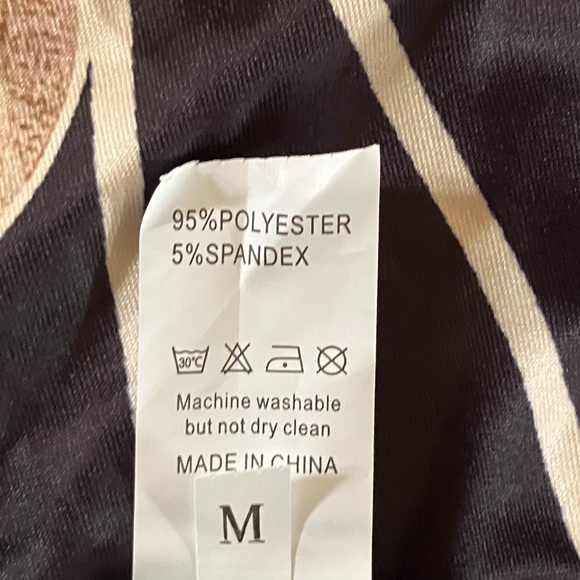 95%POLYESTER
5%SPANDEX
30°C
Machine washable
but not dry clean
MADE IN CHINA
M